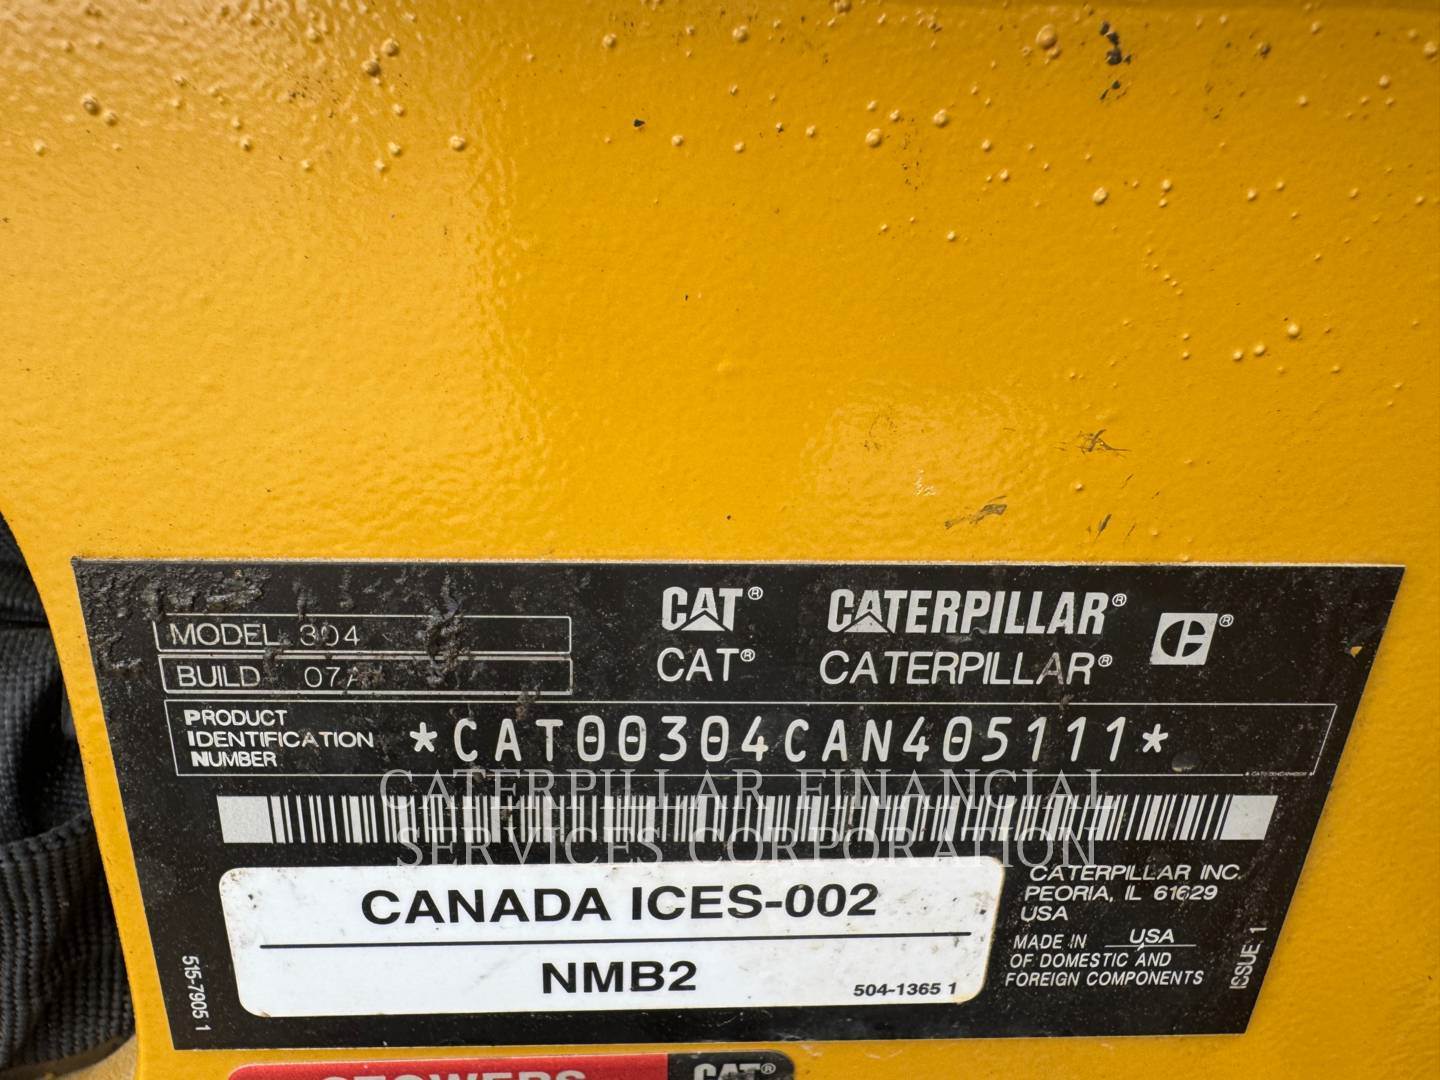 MODEL 304
BUILD 07A
CAT® CATERPILLAR® ®
CAT® CATERPILLAR®
PRODUCT
IDENTIFICATION
NUMBER
*CAT00304CAN405111*
CATERPILLAR FINANCIAL
SERVICES CORPORATION
CANADA ICES-002
NMB2
504-1365 1
CATERPILLAR INC.
PEORIA, IL 61629
USA
MADE IN USA
OF DOMESTIC AND
FOREIGN COMPONENTS
ISSUE 1
515-7905 1
STOWERS
CAT®